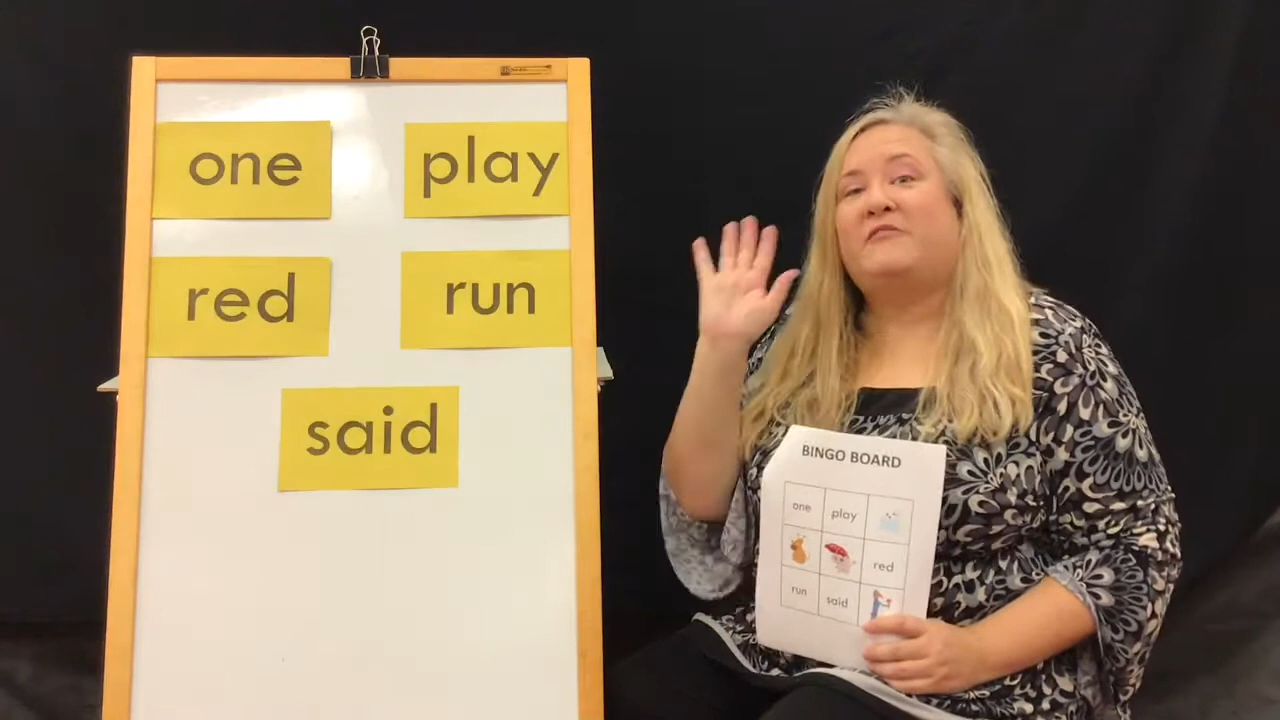 one play
red run
said
BINGO BOARD
one play
red
run said